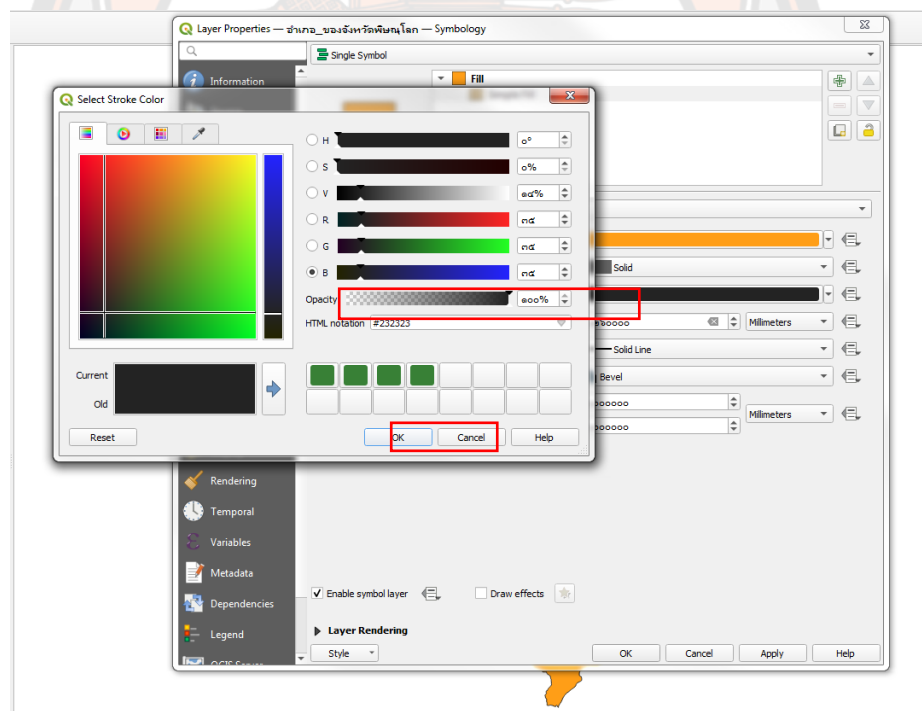 Layer Properties — อำเภอ_ของจังหวัดพิษณุโลก — Symbology
Single Symbol
Information
Fill
Select Stroke Color
H ๐°
S ๐%
V ๑๔%
R ๓๕
G ๓๕
B ๓๕
Opacity ๑๐๐%
HTML notation #232323
Current
Old
Reset
OK Cancel Help
Solid
Millimeters
Solid Line
Bevel
Millimeters
Rendering
Temporal
Variables
Metadata
Dependencies
Legend
QGIS Server
Enable symbol layer Draw effects
Layer Rendering
Style
OK Cancel Apply Help